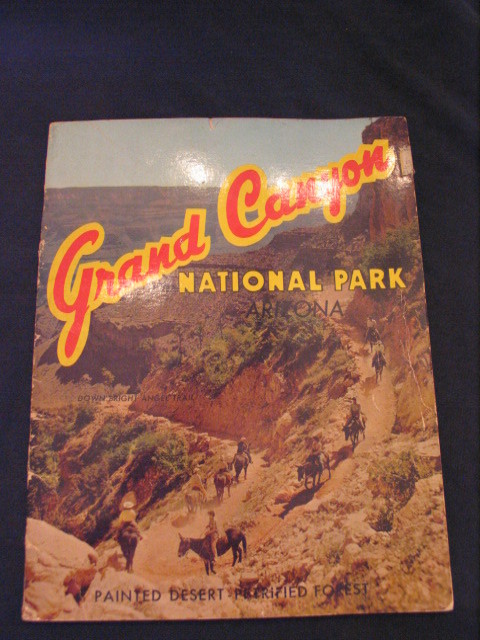 Grand Canyon
NATIONAL PARK
ARIZONA
DOWN BRIGHT ANGEL TRAIL
PAINTED DESERT - PETRIFIED FOREST